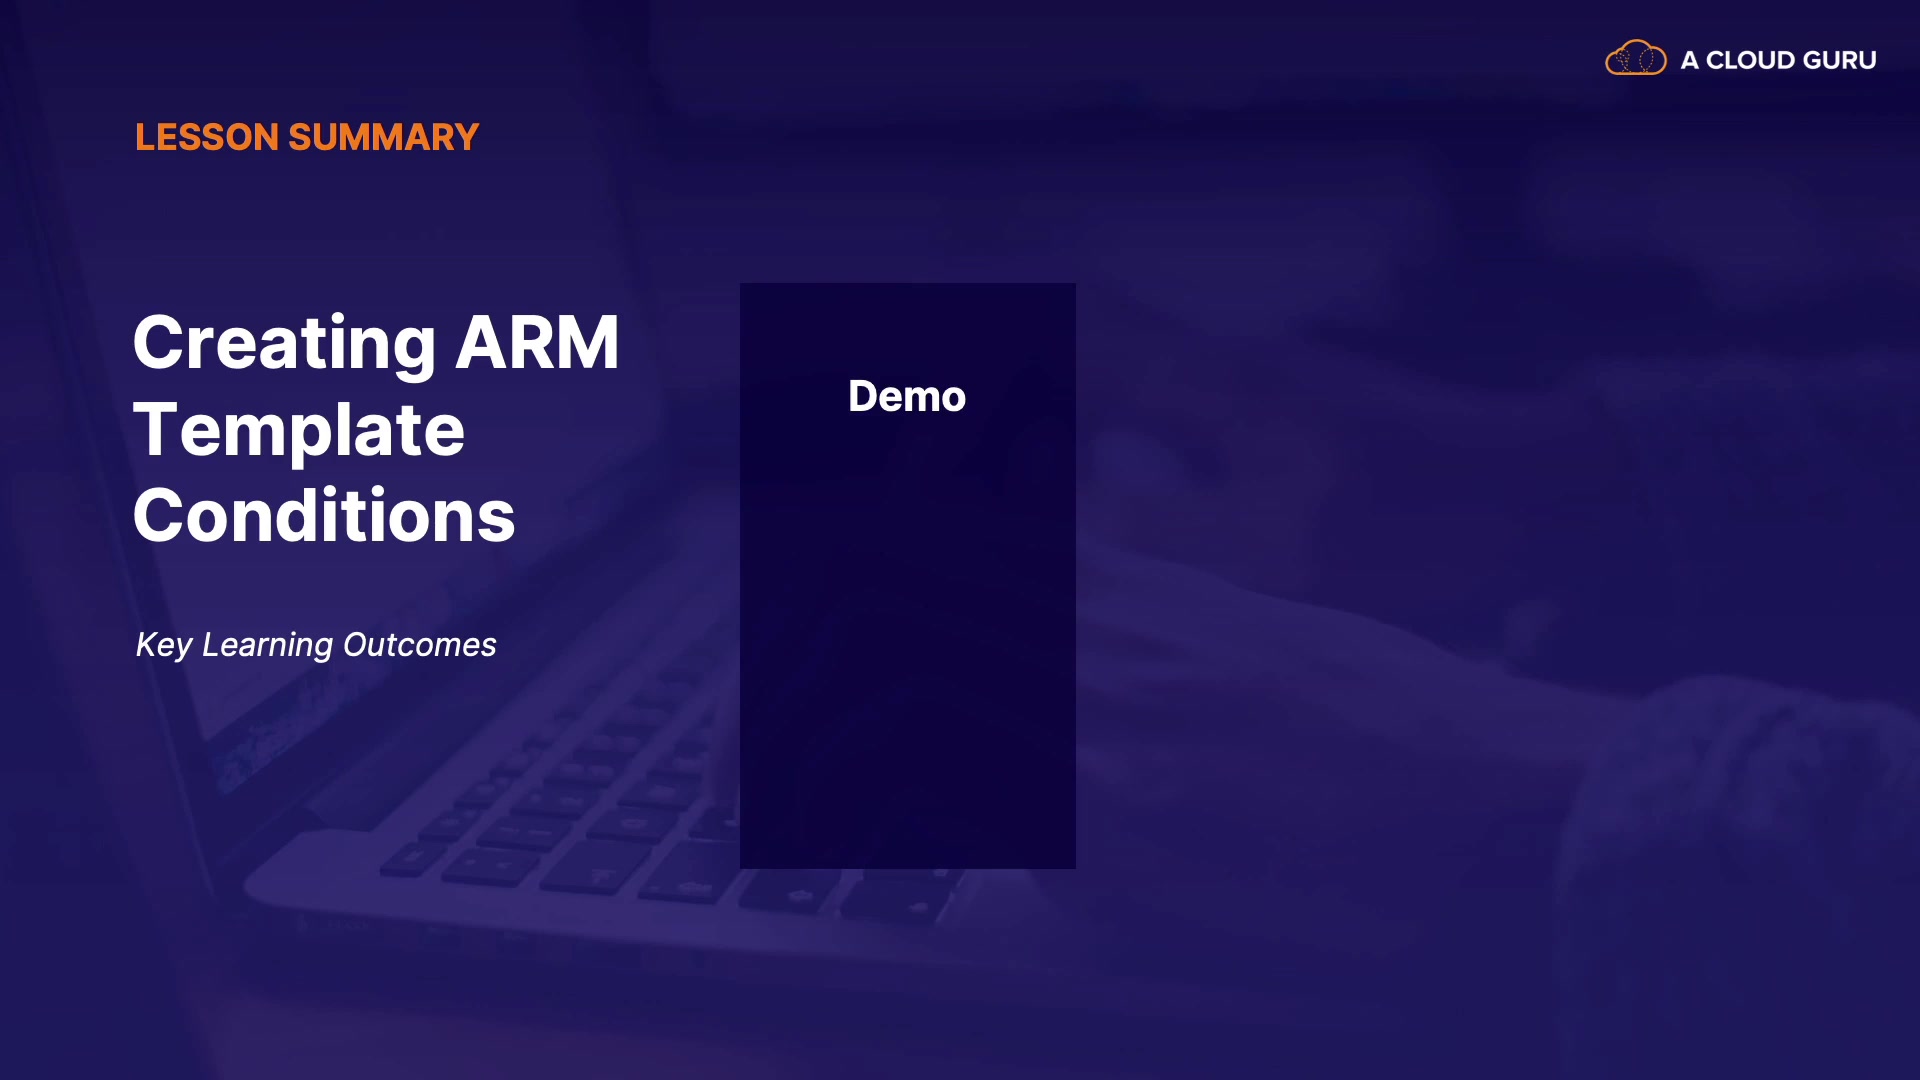 A CLOUD GURU
LESSON SUMMARY
Creating ARM
Template
Conditions
Key Learning Outcomes
Demo